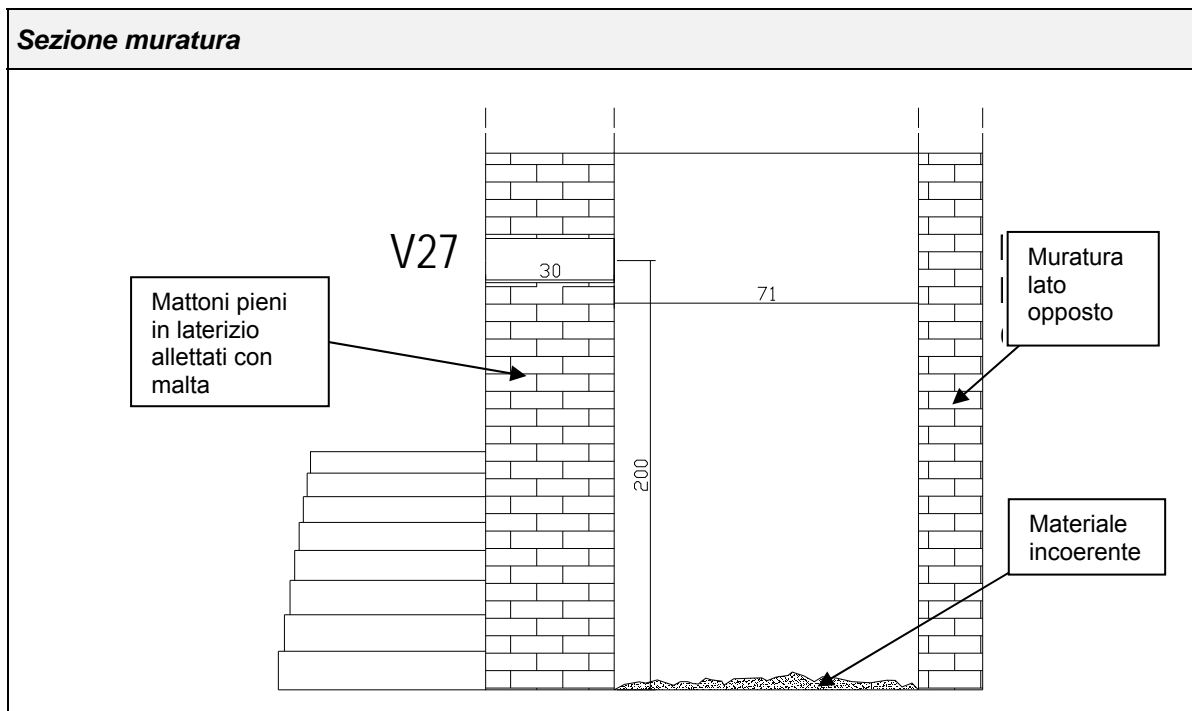 Sezione muratura
V27
30
71
200
Mattoni pieni
in laterizio
allettati con
malta
Muratura
lato
opposto
Materiale
incoerente